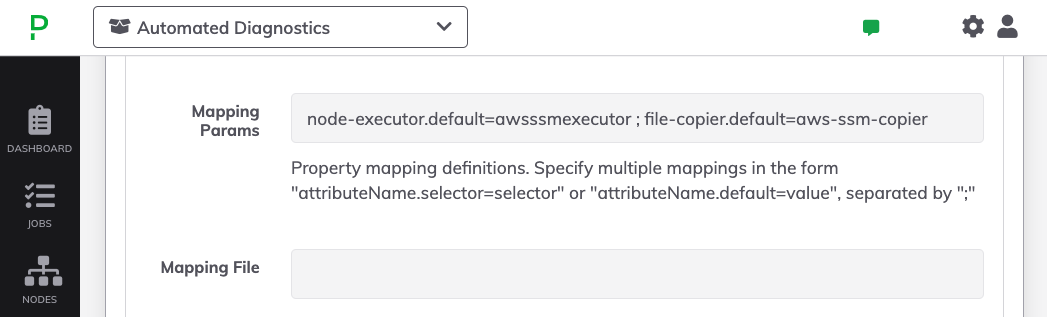 P
Automated Diagnostics
DASHBOARD
JOBS
NODES
Mapping
Params
node-executor.default=awsssmexecutor ; file-copier.default=aws-ssm-copier
Property mapping definitions. Specify multiple mappings in the form
"attributeName.selector=selector" or "attributeName.default=value", separated by ";"
Mapping File